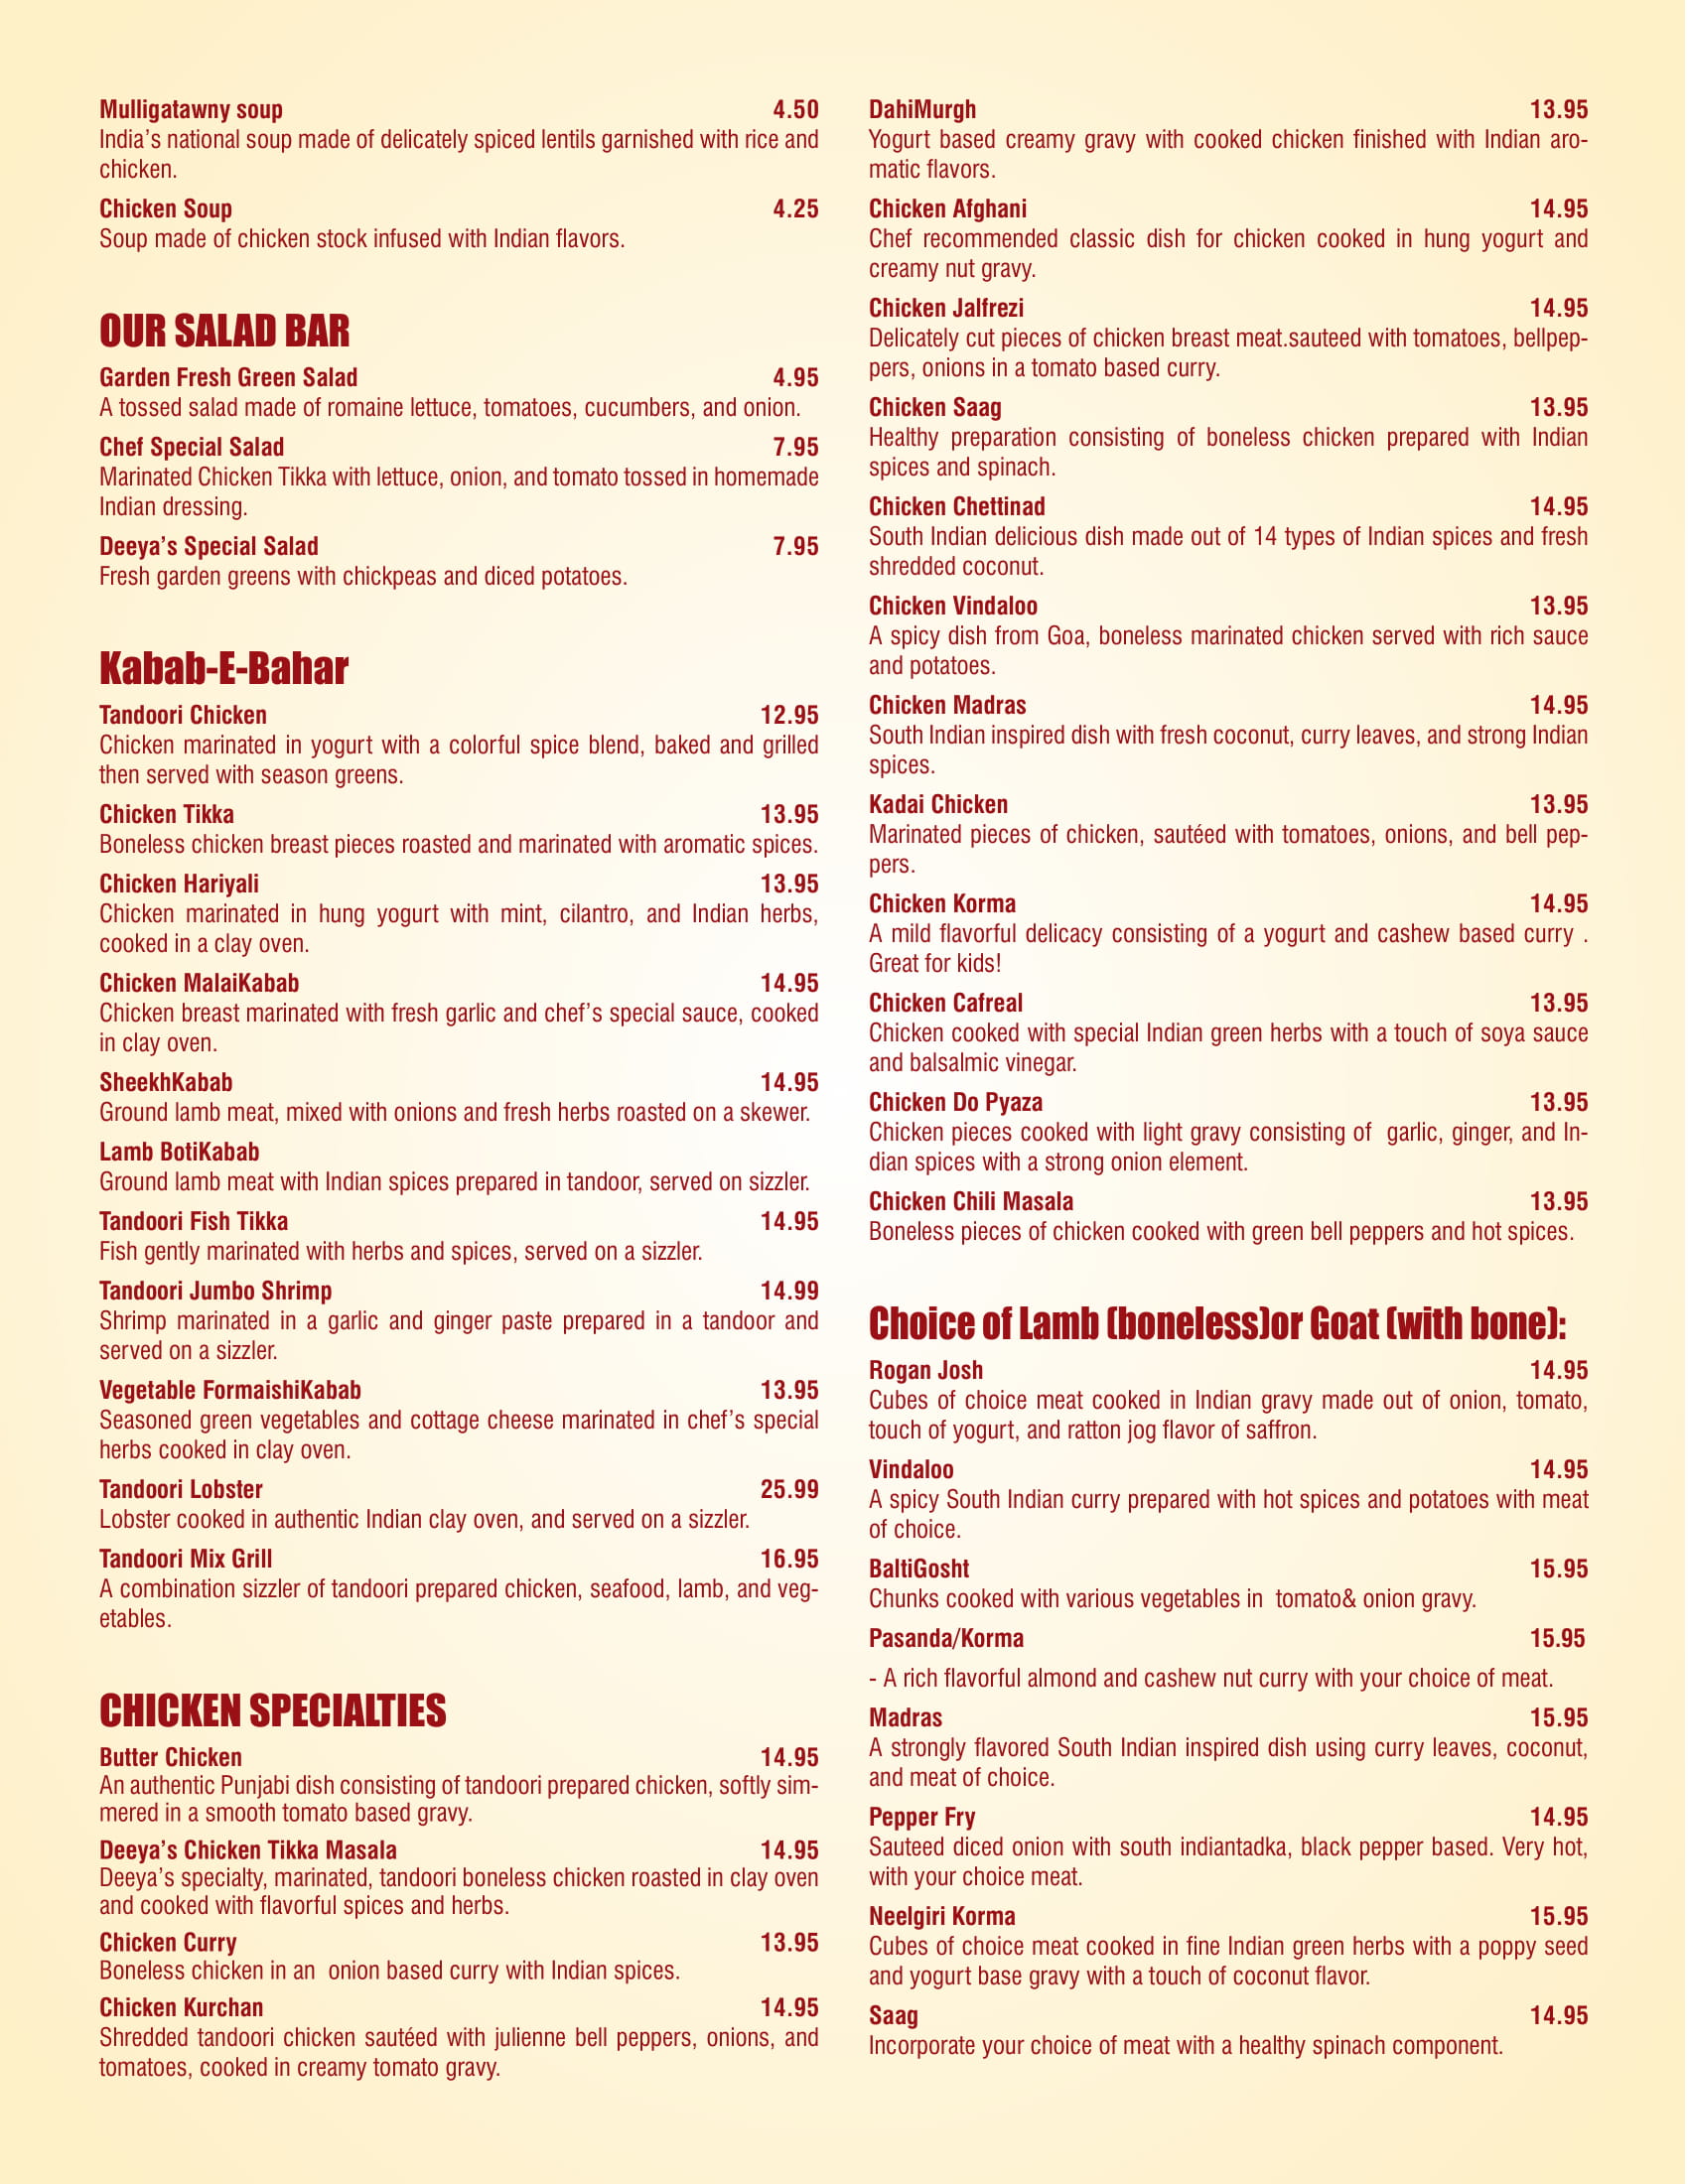 Mulligatawny soup 4.50
India's national soup made of delicately spiced lentils garnished with rice and
chicken.
Chicken Soup 4.25
Soup made of chicken stock infused with Indian flavors.
OUR SALAD BAR
Garden Fresh Green Salad 4.95
A tossed salad made of romaine lettuce, tomatoes, cucumbers, and onion.
Chef Special Salad 7.95
Marinated Chicken Tikka with lettuce, onion, and tomato tossed in homemade
Indian dressing.
Deeya's Special Salad 7.95
Fresh garden greens with chickpeas and diced potatoes.
Kabab-E-Bahar
Tandoori Chicken 12.95
Chicken marinated in yogurt with a colorful spice blend, baked and grilled
then served with season greens.
Chicken Tikka 13.95
Boneless chicken breast pieces roasted and marinated with aromatic spices.
Chicken Hariyali 13.95
Chicken marinated in hung yogurt with mint, cilantro, and Indian herbs,
cooked in a clay oven.
Chicken MalaiKabab 14.95
Chicken breast marinated with fresh garlic and chef's special sauce, cooked
in clay oven.
SheekhKabab 14.95
Ground lamb meat, mixed with onions and fresh herbs roasted on a skewer.
Lamb BotiKabab
Ground lamb meat with Indian spices prepared in tandoor, served on sizzler.
Tandoori Fish Tikka 14.95
Fish gently marinated with herbs and spices, served on a sizzler.
Tandoori Jumbo Shrimp 14.99
Shrimp marinated in a garlic and ginger paste prepared in a tandoor and
served on a sizzler.
Vegetable FormaishiKabab 13.95
Seasoned green vegetables and cottage cheese marinated in chef's special
herbs cooked in clay oven.
Tandoori Lobster 25.99
Lobster cooked in authentic Indian clay oven, and served on a sizzler.
Tandoori Mix Grill 16.95
A combination sizzler of tandoori prepared chicken, seafood, lamb, and veg-
etables.
CHICKEN SPECIALTIES
Butter Chicken 14.95
An authentic Punjabi dish consisting of tandoori prepared chicken, softly sim-
mered in a smooth tomato based gravy.
Deeya's Chicken Tikka Masala 14.95
Deeya's specialty, marinated, tandoori boneless chicken roasted in clay oven
and cooked with flavorful spices and herbs.
Chicken Curry 13.95
Boneless chicken in an  onion based curry with Indian spices.
Chicken Kurchan 14.95
Shredded tandoori chicken sautéed with julienne bell peppers, onions, and
tomatoes, cooked in creamy tomato gravy.
DahiMurgh 13.95
Yogurt based creamy gravy with cooked chicken finished with Indian aro-
matic flavors.
Chicken Afghani 14.95
Chef recommended classic dish for chicken cooked in hung yogurt and
creamy nut gravy.
Chicken Jalfrezi 14.95
Delicately cut pieces of chicken breast meat.sauteed with tomatoes, bellpep-
pers, onions in a tomato based curry.
Chicken Saag 13.95
Healthy preparation consisting of boneless chicken prepared with Indian
spices and spinach.
Chicken Chettinad 14.95
South Indian delicious dish made out of 14 types of Indian spices and fresh
shredded coconut.
Chicken Vindaloo 13.95
A spicy dish from Goa, boneless marinated chicken served with rich sauce
and potatoes.
Chicken Madras 14.95
South Indian inspired dish with fresh coconut, curry leaves, and strong Indian
spices.
Kadai Chicken 13.95
Marinated pieces of chicken, sautéed with tomatoes, onions, and bell pep-
pers.
Chicken Korma 14.95
A mild flavorful delicacy consisting of a yogurt and cashew based curry .
Great for kids!
Chicken Cafreal 13.95
Chicken cooked with special Indian green herbs with a touch of soya sauce
and balsalmic vinegar.
Chicken Do Pyaza 13.95
Chicken pieces cooked with light gravy consisting of  garlic, ginger, and In-
dian spices with a strong onion element.
Chicken Chili Masala 13.95
Boneless pieces of chicken cooked with green bell peppers and hot spices.
Choice of Lamb (boneless)or Goat (with bone):
Rogan Josh 14.95
Cubes of choice meat cooked in Indian gravy made out of onion, tomato,
touch of yogurt, and ratton jog flavor of saffron.
Vindaloo 14.95
A spicy South Indian curry prepared with hot spices and potatoes with meat
of choice.
BaltiGosht 15.95
Chunks cooked with various vegetables in  tomato& onion gravy.
Pasanda/Korma 15.95
- A rich flavorful almond and cashew nut curry with your choice of meat.
Madras 15.95
A strongly flavored South Indian inspired dish using curry leaves, coconut,
and meat of choice.
Pepper Fry 14.95
Sauteed diced onion with south indiantadka, black pepper based. Very hot,
with your choice meat.
Neelgiri Korma 15.95
Cubes of choice meat cooked in fine Indian green herbs with a poppy seed
and yogurt base gravy with a touch of coconut flavor.
Saag 14.95
Incorporate your choice of meat with a healthy spinach component.